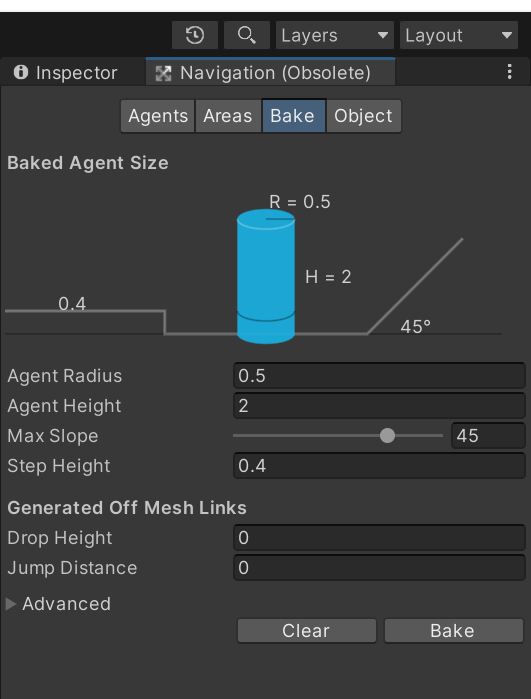 Layers Layout
Inspector Navigation (Obsolete)
Agents Areas Bake Object
Baked Agent Size
R = 0.5
H = 2
0.4
45°
Agent Radius 0.5
Agent Height 2
Max Slope 45
Step Height 0.4
Generated Off Mesh Links
Drop Height 0
Jump Distance 0
Advanced
Clear Bake